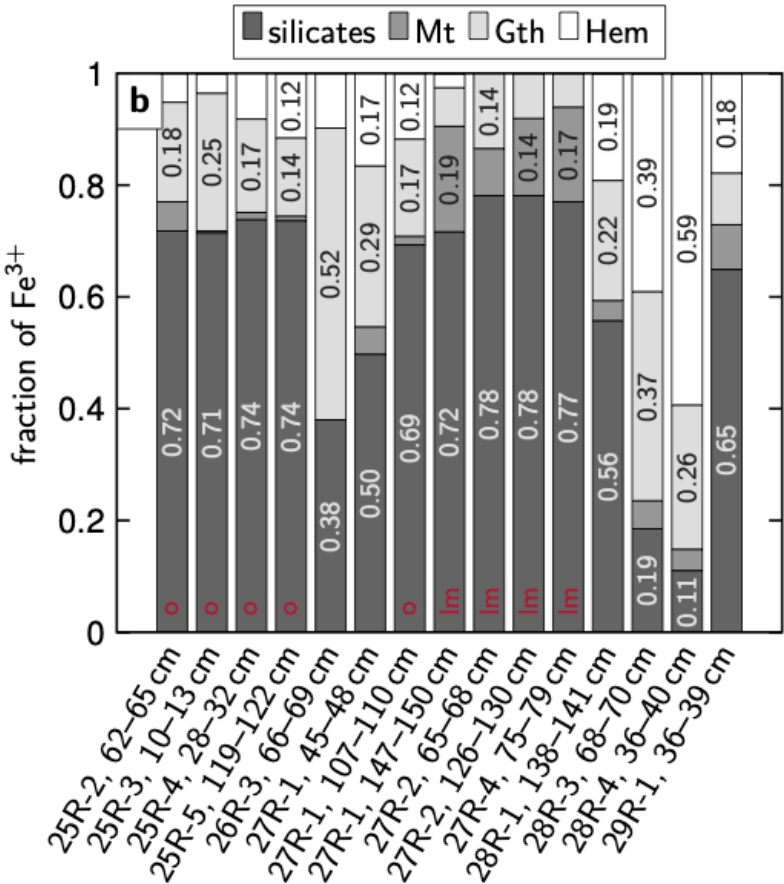 silicates Mt Gth Hem
b
fraction of Fe3+
1
0.8
0.6
0.4
0.2
0
0.18
0.72
o
0.25
0.71
o
0.17
0.74
o
0.12
0.14
0.74
o
0.52
0.38
0.17
0.29
0.50
0.12
0.17
0.69
o
0.19
0.72
lm
0.14
0.78
lm
0.14
0.78
lm
0.17
0.77
lm
0.19
0.22
0.56
0.39
0.37
0.19
0.59
0.26
0.11
0.18
0.65
25R-2, 62–65 cm
25R-3, 10–13 cm
25R-4, 28–32 cm
25R-5, 119–122 cm
26R-3, 66–69 cm
27R-1, 45–48 cm
27R-1, 107–110 cm
27R-1, 147–150 cm
27R-2, 65–68 cm
27R-2, 126–130 cm
27R-4, 75–79 cm
28R-1, 138–141 cm
28R-3, 68–70 cm
28R-4, 36–40 cm
29R-1, 36–39 cm